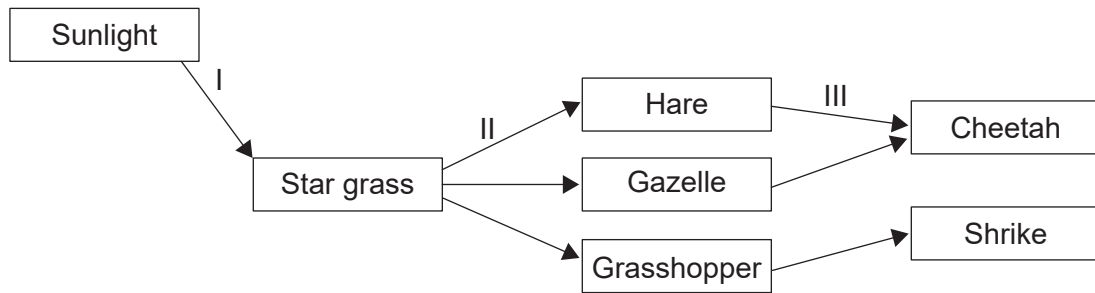 Sunlight
I
II
III
Hare
Cheetah
Star grass
Gazelle
Shrike
Grasshopper